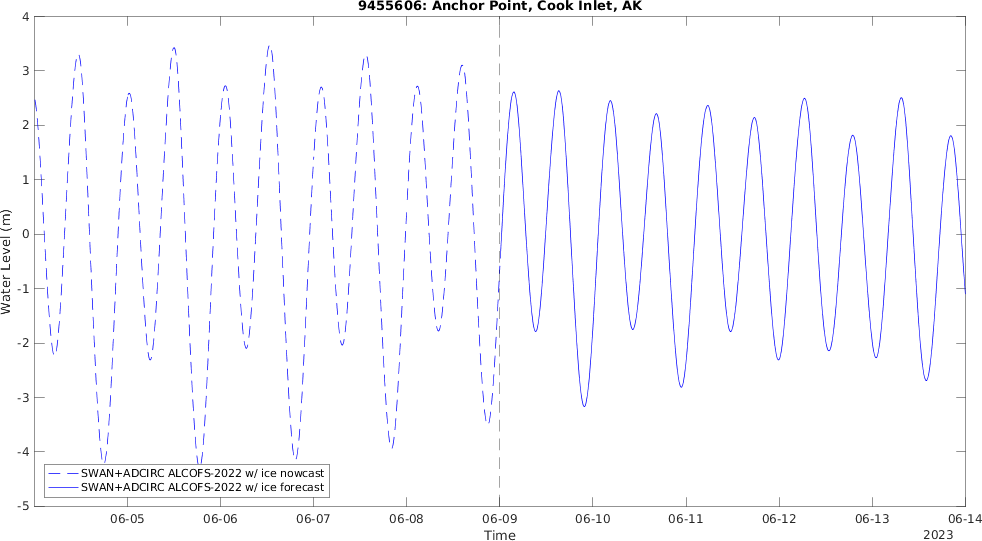 9455606: Anchor Point, Cook Inlet, AK
4
3
2
1
0
-1
-2
-3
-4
-5
Water Level (m)
SWAN+ADCIRC ALCOFS-2022 w/ ice nowcast
SWAN+ADCIRC ALCOFS-2022 w/ ice forecast
06-05 06-06 06-07 06-08 06-09 06-10 06-11 06-12 06-13 06-14
Time
2023